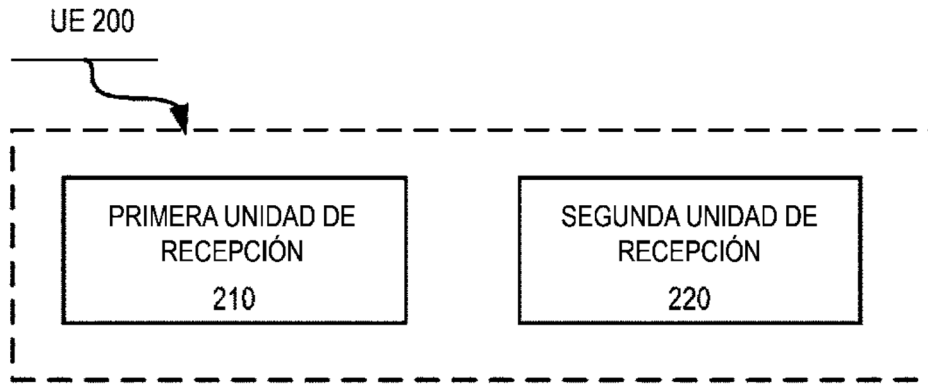 UE 200
PRIMERA UNIDAD DE
RECEPCIÓN
210
SEGUNDA UNIDAD DE
RECEPCIÓN
220